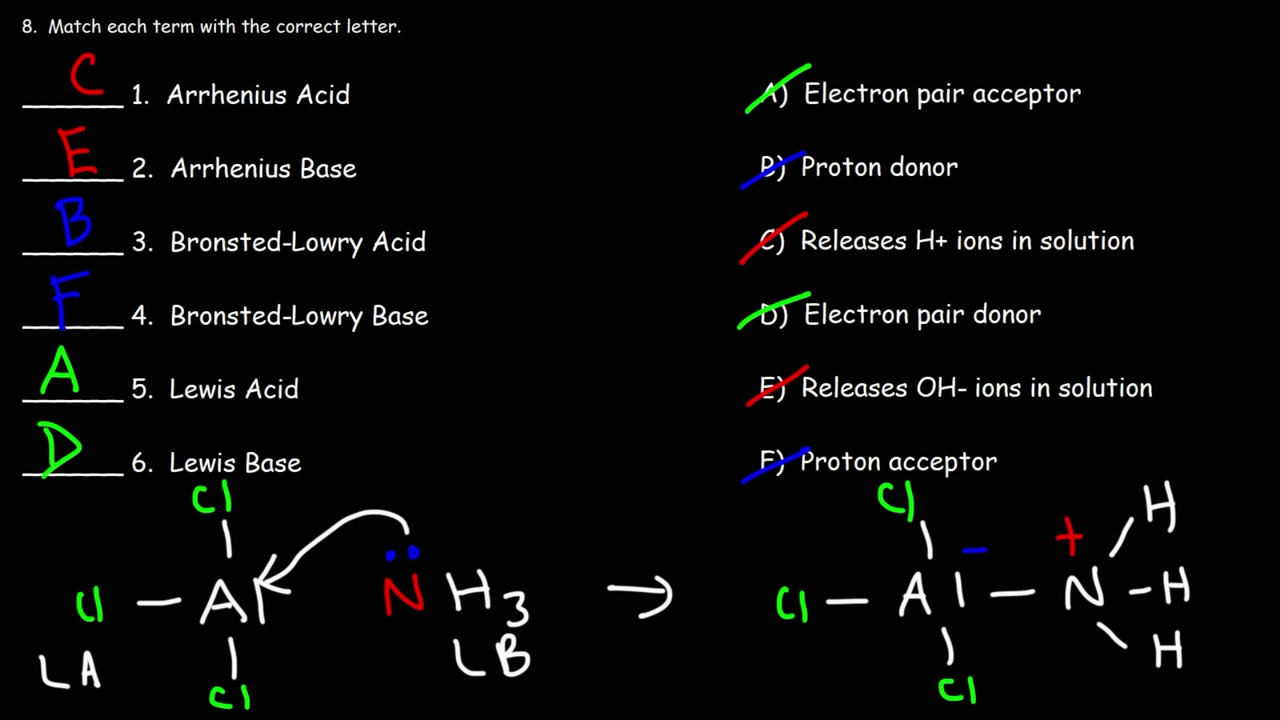 8. Match each term with the correct letter.
C 1. Arrhenius Acid
E 2. Arrhenius Base
B 3. Bronsted-Lowry Acid
F 4. Bronsted-Lowry Base
A 5. Lewis Acid
D 6. Lewis Base
A) Electron pair acceptor
B) Proton donor
C) Releases H+ ions in solution
D) Electron pair donor
E) Releases OH- ions in solution
F) Proton acceptor
Cl
Cl — Al
Cl
LA
NH3
LB
→
Cl
Cl — Al - — N +
Cl
H
H
H